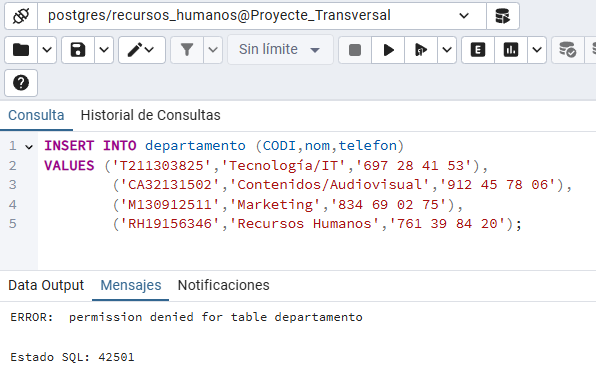 postgres/recursos_humanos@Proyecte_Transversal
Sin límite
E
Consulta Historial de Consultas
1 INSERT INTO departamento (CODI,nom,telefon)
2 VALUES ('T211303825','Tecnología/IT','697 28 41 53'),
3 ('CA32131502','Contenidos/Audiovisual','912 45 78 06'),
4 ('M130912511','Marketing','834 69 02 75'),
5 ('RH19156346','Recursos Humanos','761 39 84 20');
Data Output Mensajes Notificaciones
ERROR:  permission denied for table departamento
Estado SQL: 42501